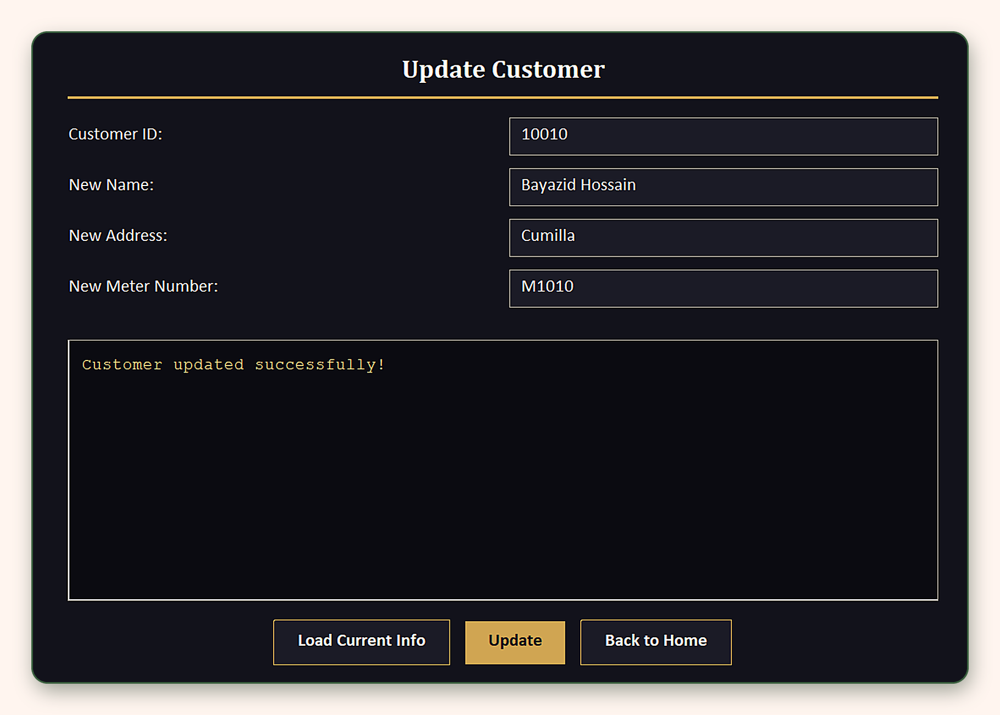 Update Customer
Customer ID: 10010
New Name: Bayazid Hossain
New Address: Cumilla
New Meter Number: M1010
Customer updated successfully!
Load Current Info Update Back to Home